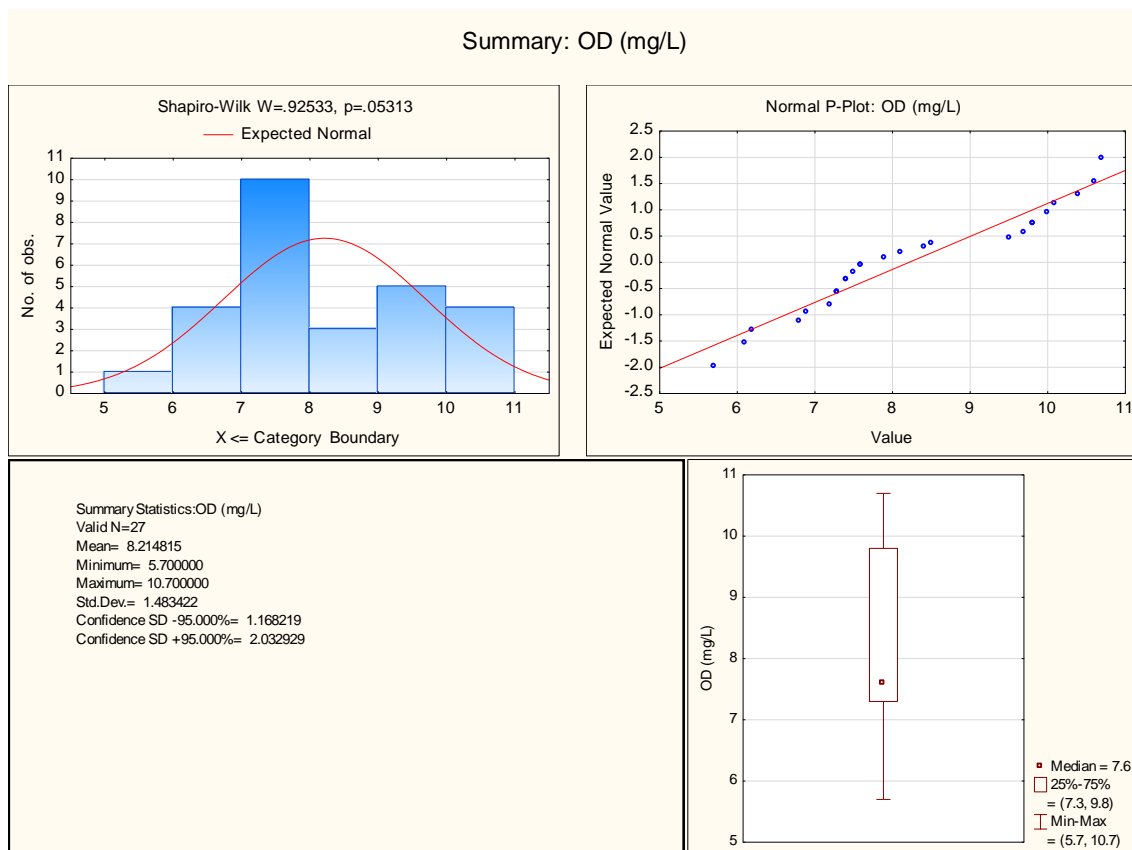 Summary: OD (mg/L)
Shapiro-Wilk W=.92533, p=.05313
Expected Normal
11
10
9
8
7
6
5
4
3
2
1
0
No. of obs.
5 6 7 8 9 10 11
X <= Category Boundary
Normal P-Plot: OD (mg/L)
2.5
2.0
1.5
1.0
0.5
0.0
-0.5
-1.0
-1.5
-2.0
-2.5
Expected Normal Value
5 6 7 8 9 10 11
Value
Summary Statistics:OD (mg/L)
Valid N=27
Mean= 8.214815
Minimum= 5.700000
Maximum= 10.700000
Std.Dev.= 1.483422
Confidence SD -95.000%= 1.168219
Confidence SD +95.000%= 2.032929
11
10
9
8
7
6
5
OD (mg/L)
Median = 7.6
25%-75%
= (7.3, 9.8)
Min-Max
= (5.7, 10.7)